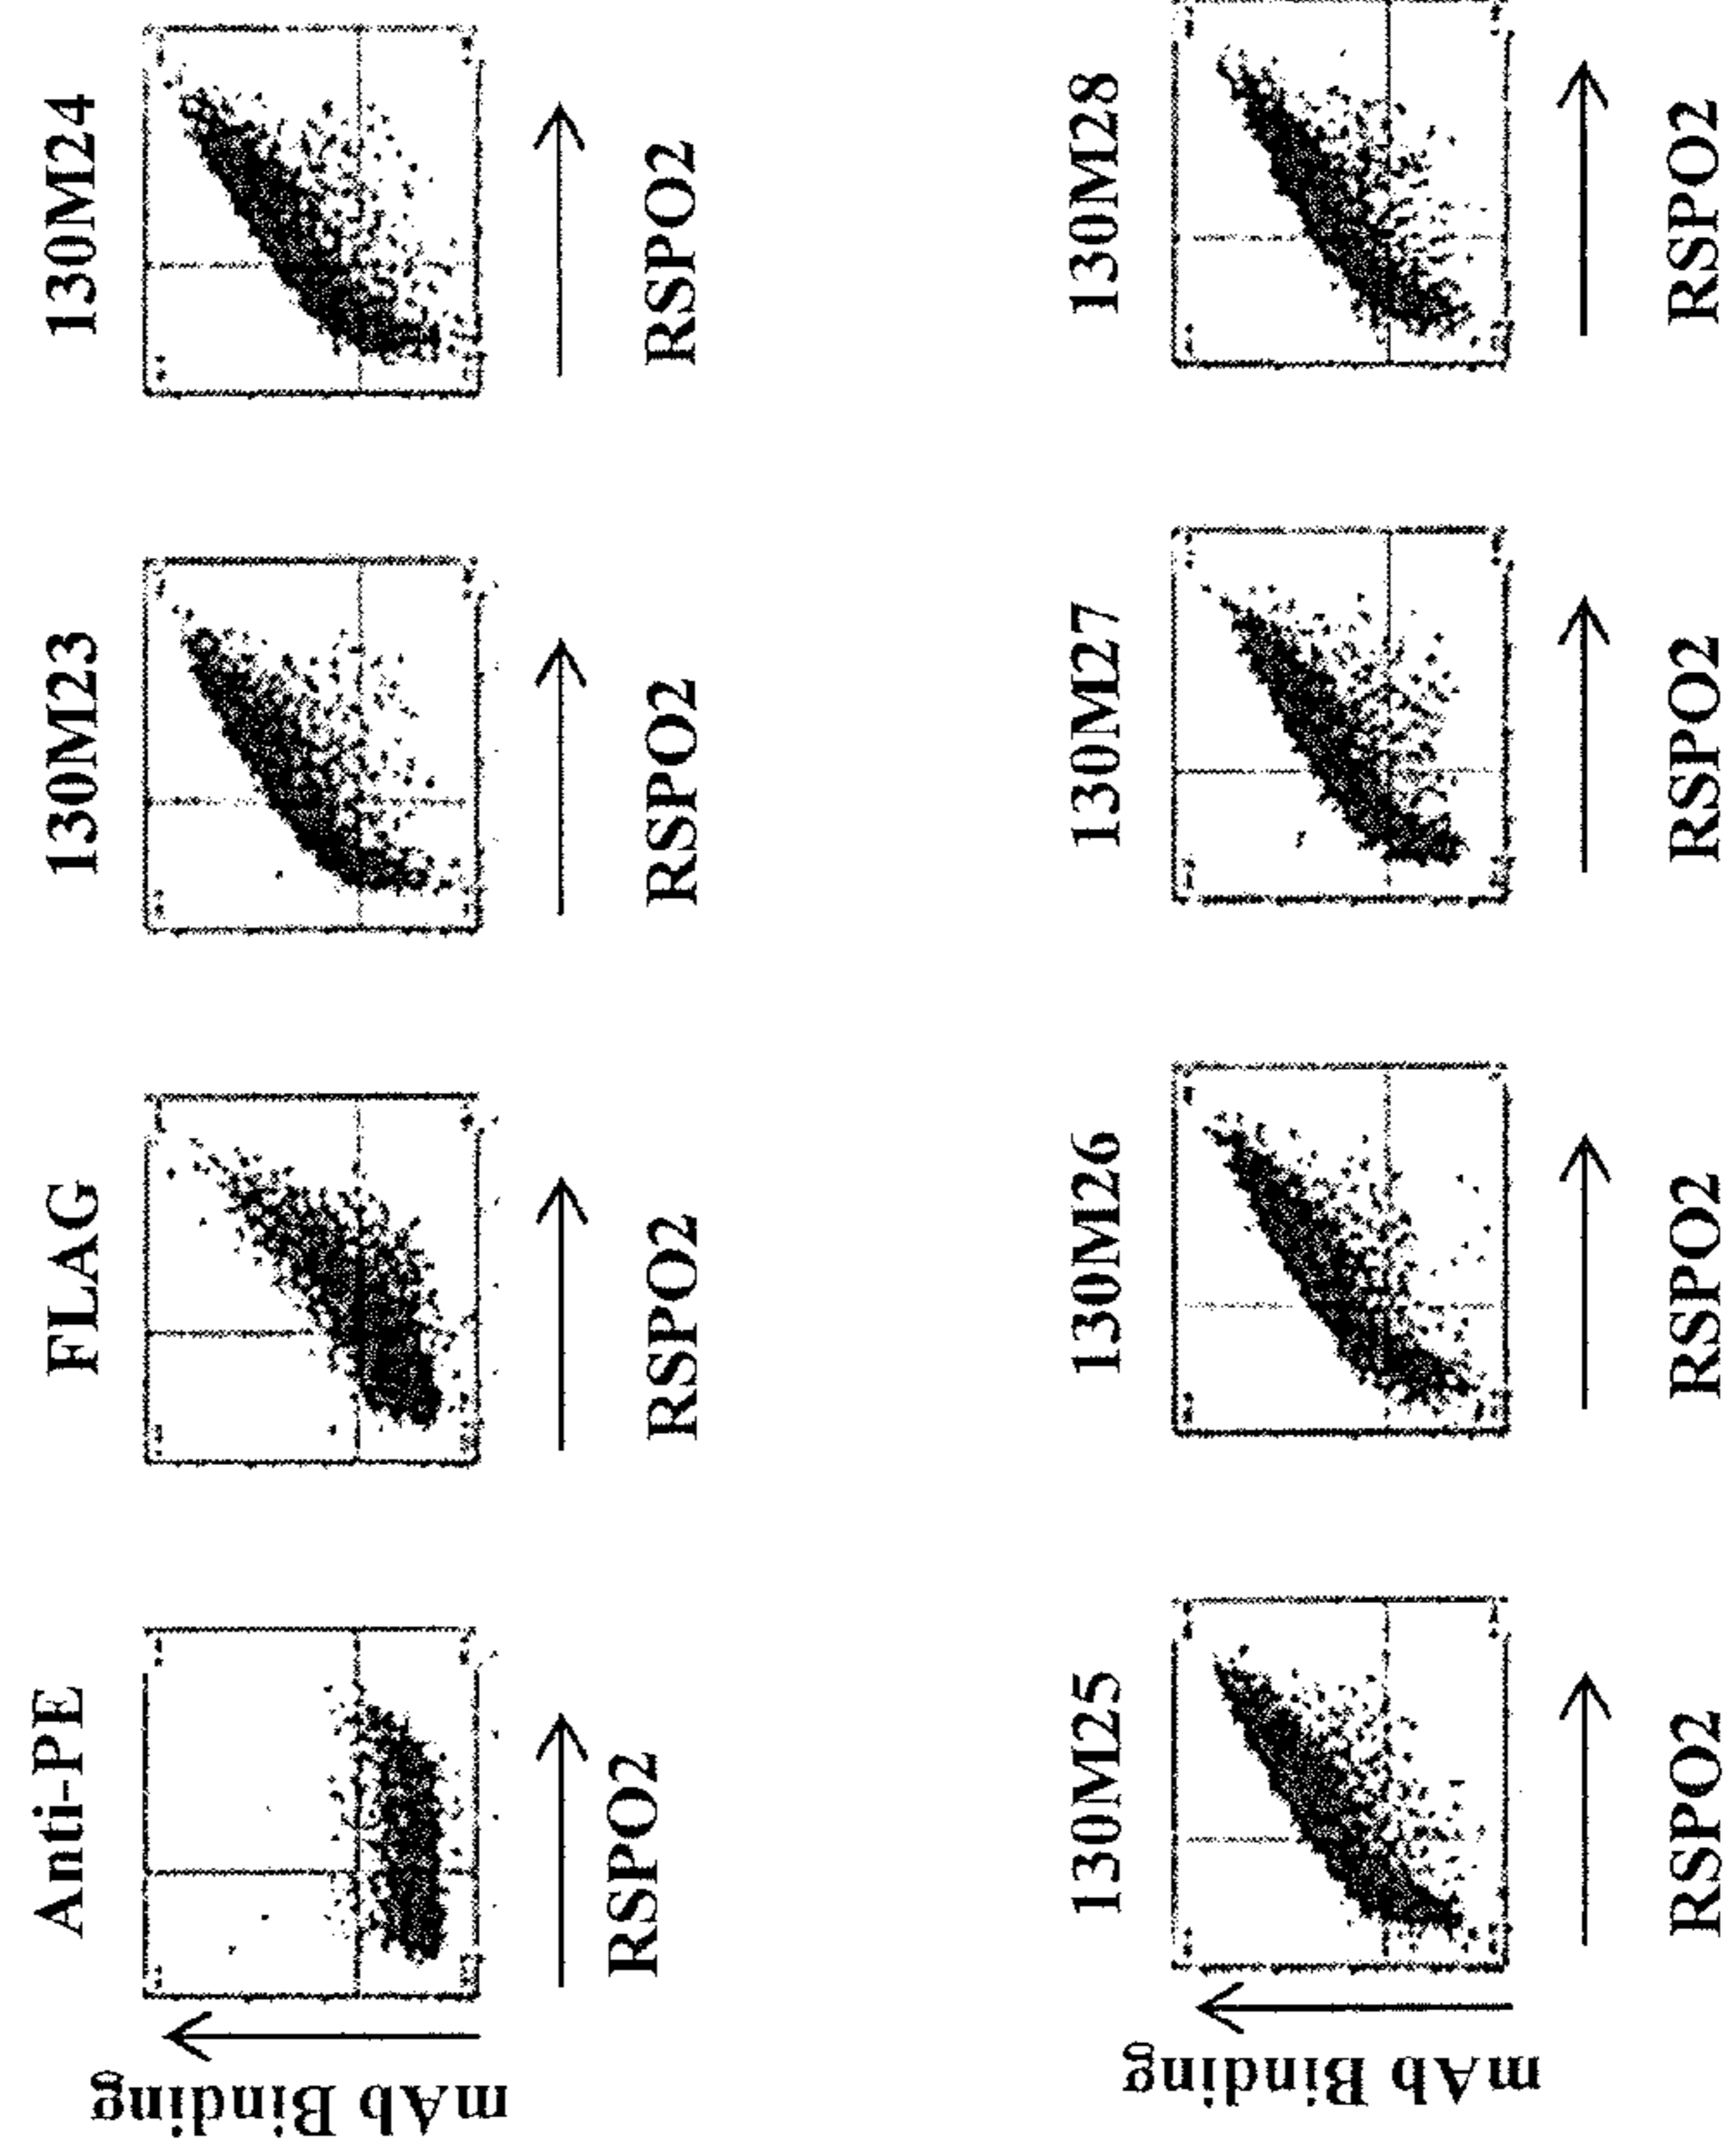 Anti-PE
FLAG
130M23
130M24
mAb Binding
RSPO2
RSPO2
RSPO2
RSPO2
130M25
130M26
130M27
130M28
mAb Binding
RSPO2
RSPO2
RSPO2
RSPO2